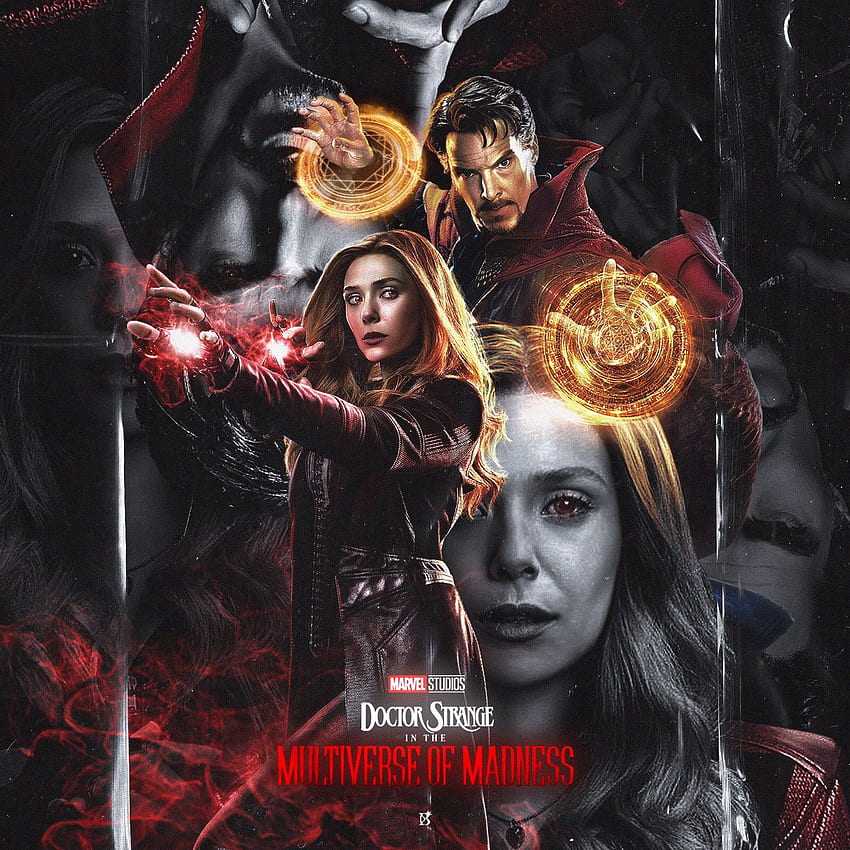 MARVEL STUDIOS
DOCTOR STRANGE
IN THE
MULTIVERSE OF MADNESS